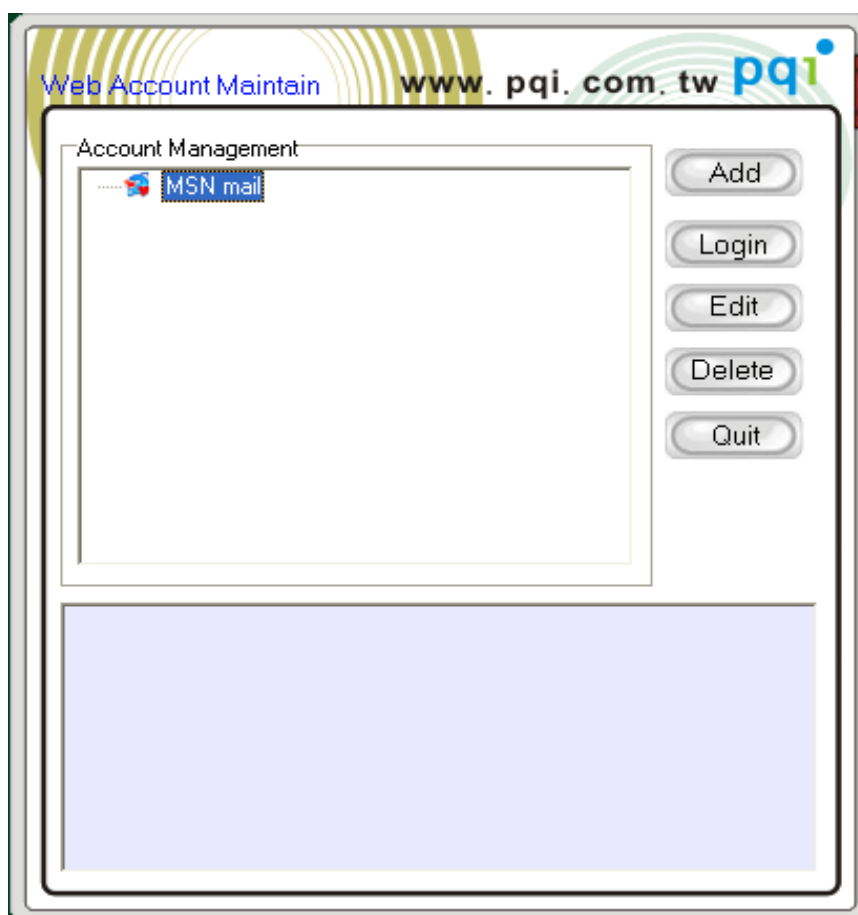 Web Account Maintain
www. pqi. com. tw
pqi
Account Management
MSN mail
Add
Login
Edit
Delete
Quit